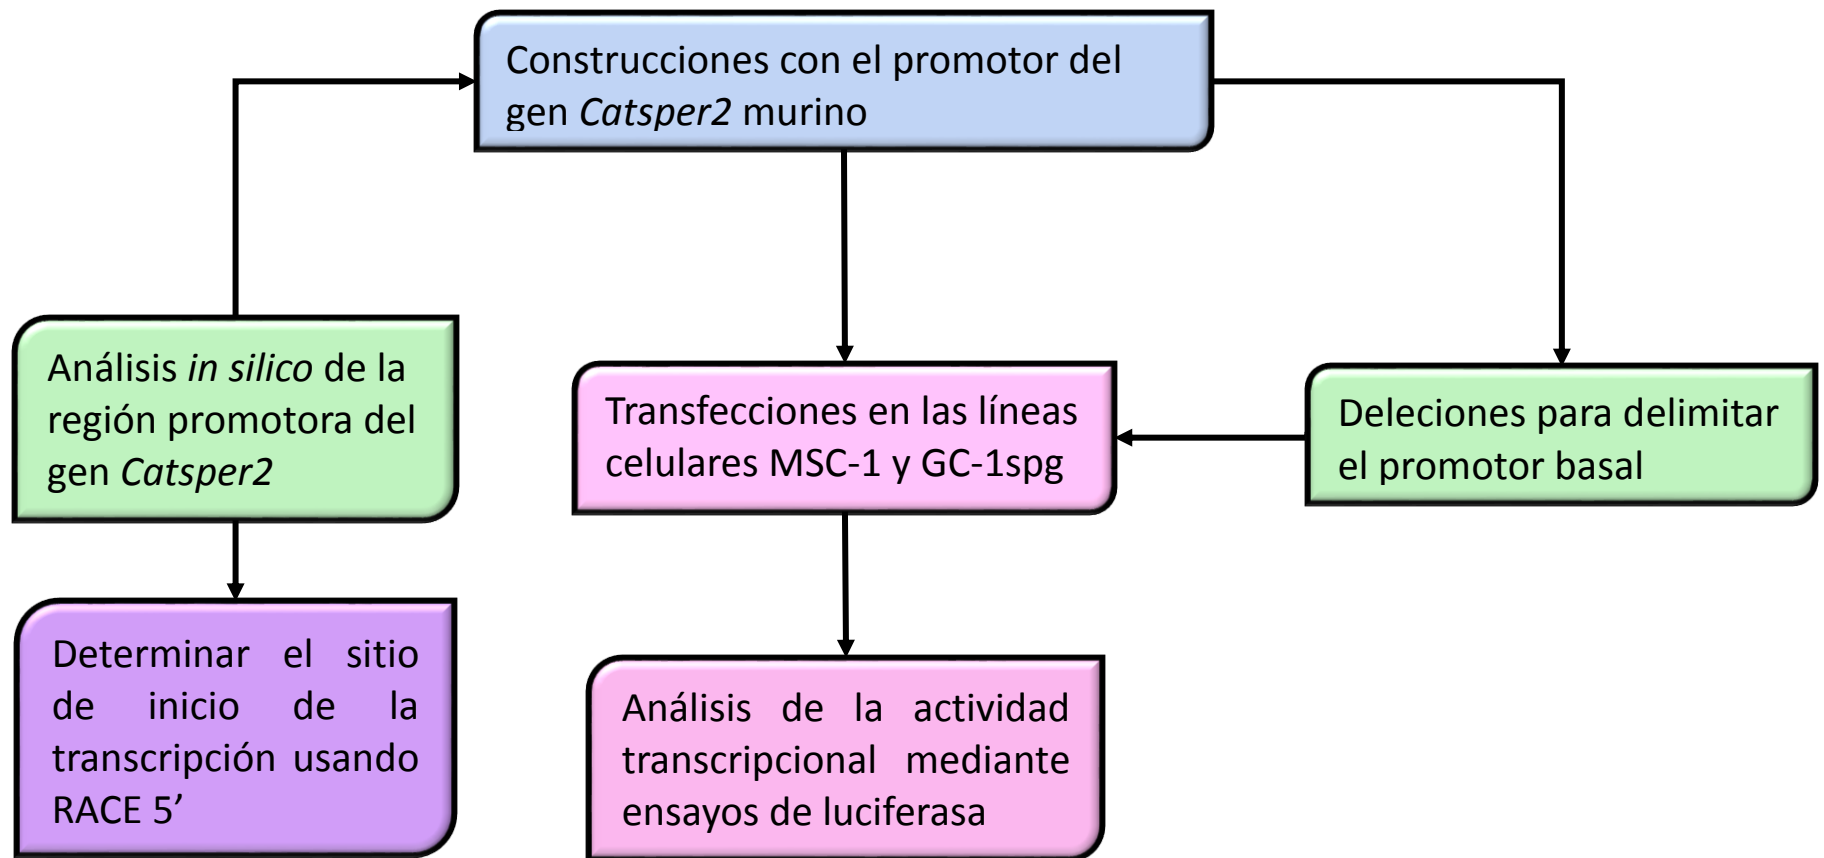 Construcciones con el promotor del
gen Catsper2 murino
Análisis in silico de la
región promotora del
gen Catsper2
Transfecciones en las líneas
celulares MSC-1 y GC-1spg
Deleciones para delimitar
el promotor basal
Determinar el sitio
de inicio de la
transcripción usando
RACE 5’
Análisis de la actividad
transcripcional mediante
ensayos de luciferasa